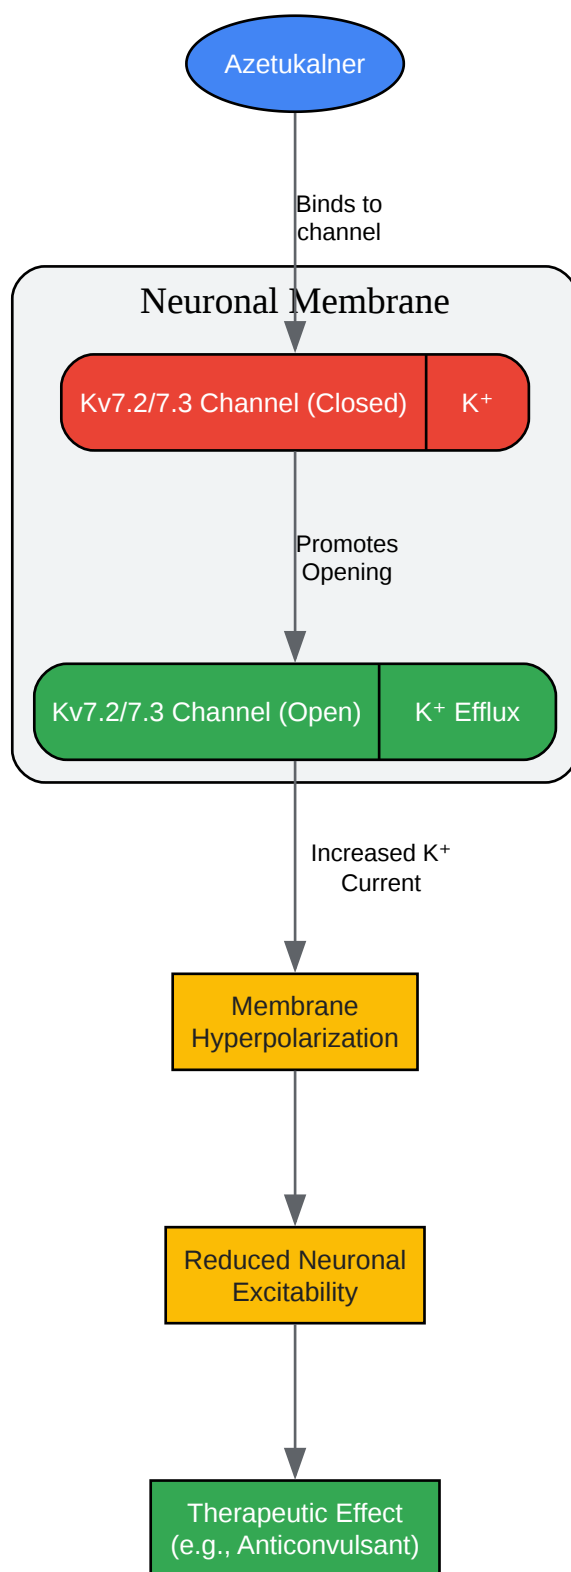 Azetukalner
Binds to
channel
Neuronal Membrane
Kv7.2/7.3 Channel (Closed)
K⁺
Promotes
Opening
Kv7.2/7.3 Channel (Open)
K⁺ Efflux
Increased K⁺
Current
Membrane
Hyperpolarization
Reduced Neuronal
Excitability
Therapeutic Effect
(e.g., Anticonvulsant)